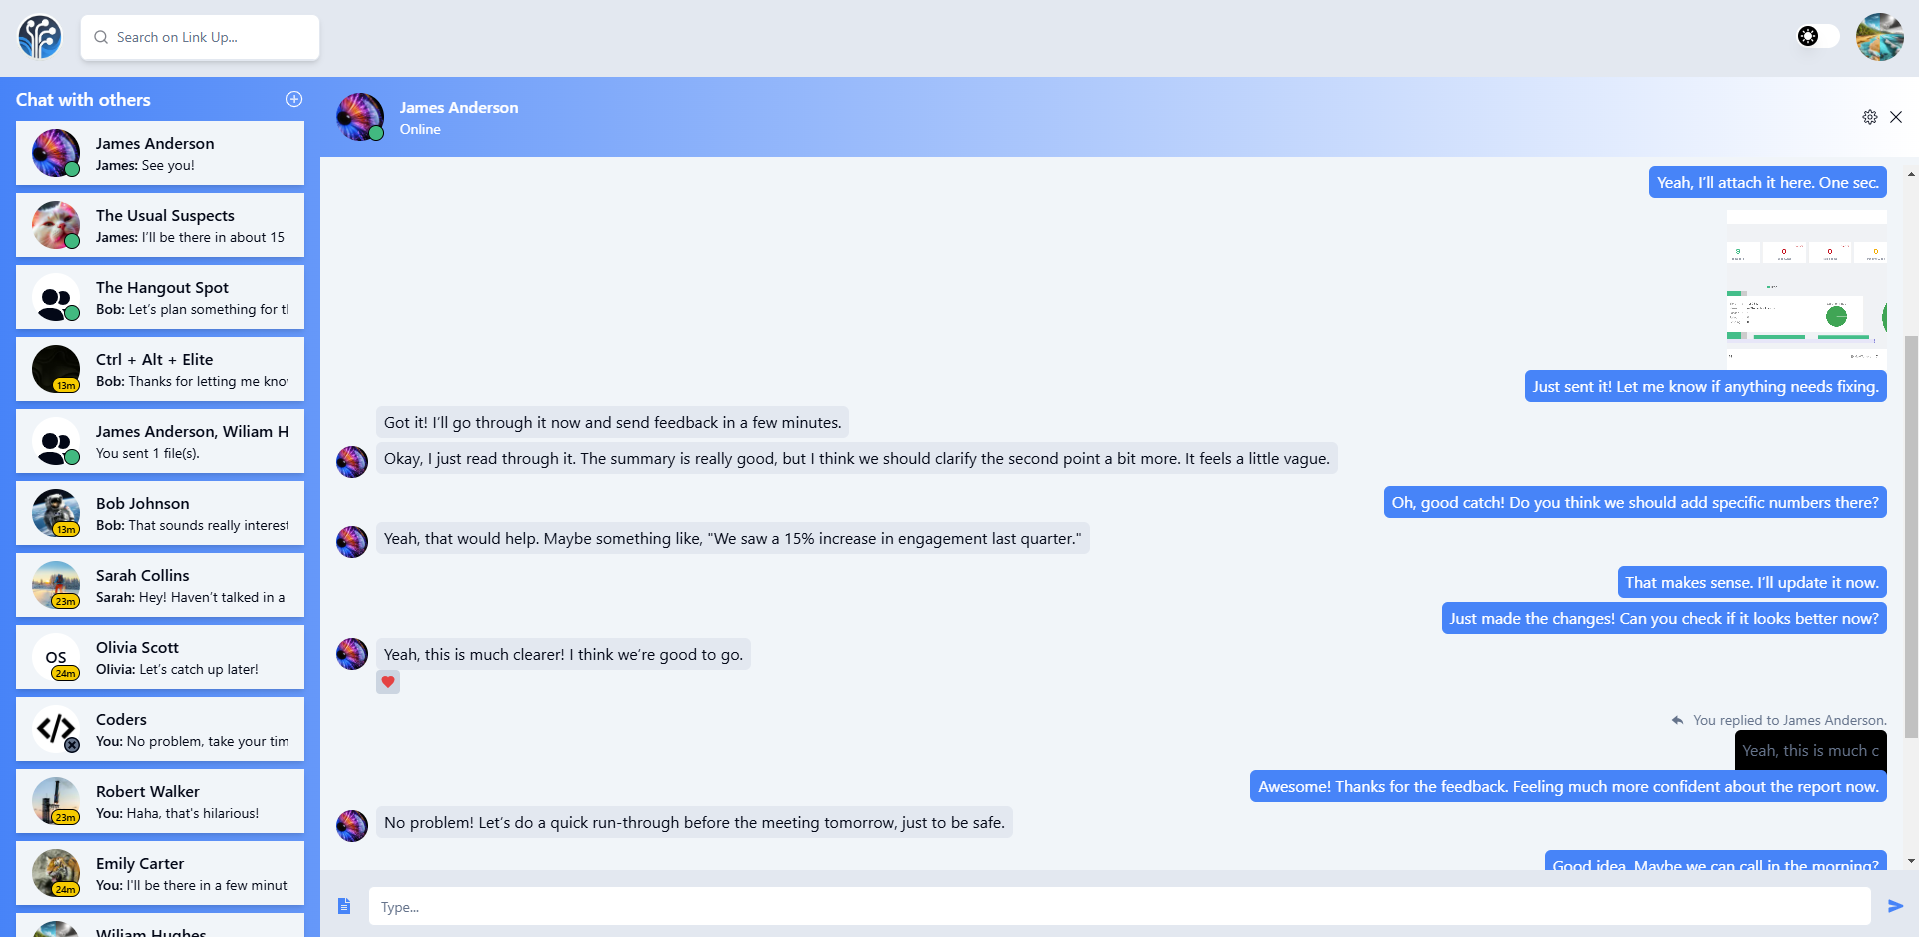 Search on Link Up...
Chat with others
James Anderson
James: See you!
The Usual Suspects
James: I’ll be there in about 15
The Hangout Spot
Bob: Let’s plan something for tl
Ctrl + Alt + Elite
Bob: Thanks for letting me kno
13m
James Anderson, Wiliam H
You sent 1 file(s).
Bob Johnson
Bob: That sounds really interest
13m
Sarah Collins
Sarah: Hey! Haven’t talked in a
23m
OS
Olivia Scott
Olivia: Let’s catch up later!
24m
</>
Coders
You: No problem, take your tim
Robert Walker
You: Haha, that's hilarious!
23m
Emily Carter
You: I'll be there in a few minut
24m
Wiliam Hughes
James Anderson
Online
Yeah, I’ll attach it here. One sec.
Just sent it! Let me know if anything needs fixing.
Got it! I’ll go through it now and send feedback in a few minutes.
Okay, I just read through it. The summary is really good, but I think we should clarify the second point a bit more. It feels a little vague.
Oh, good catch! Do you think we should add specific numbers there?
Yeah, that would help. Maybe something like, "We saw a 15% increase in engagement last quarter."
That makes sense. I’ll update it now.
Just made the changes! Can you check if it looks better now?
Yeah, this is much clearer! I think we’re good to go.
You replied to James Anderson.
Yeah, this is much c
Awesome! Thanks for the feedback. Feeling much more confident about the report now.
No problem! Let’s do a quick run-through before the meeting tomorrow, just to be safe.
Good idea. Maybe we can call in the morning?
Type...